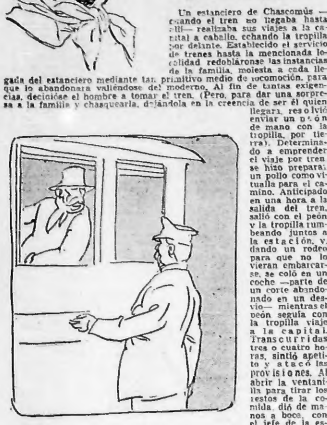 Un estanciero de Chascomús —
cuando el tren no llegaba hasta
allí— realizaba sus viajes a la ca-
pital a caballo, echando la tropilla
por delante. Establecido el servicio
de trenes hasta la mencionada lo-
calidad redobláronse las instancias
de la familia, molesta a cada lle-
gada del estanciero mediante tan primitivo medio de locomoción, para
que lo abandonara valiéndose del moderno. Al fin de tantas exigen-
cias, decidióse el hombre a tomar el tren. (Pero, para dar una sorpre-
sa a la familia y chasquearla, dejándola en la creencia de ser él quien
llegara, resolvió
enviar un peón
de mano con la
tropilla, por tie-
rra). Determina-
do a emprender
el viaje por tren
se hizo preparar
un pollo como vi-
tualla para el ca-
mino. Anticipado
en una hora a la
salida del tren,
salió con el peón
y la tropilla rum-
beando juntos a
la estación, y
dando un rodeo
para que no lo
vieran embarcar-
se, se coló en un
coche —parte de
un corte abando-
nado en un des-
vío— mientras el
peón seguía con
la tropilla viaje
a la capital.
Transcurridas
tres o cuatro ho-
ras, sintió apeti-
to y atacó las
provisiones. Al
abrir la ventani-
lla para tirar los
restos de la co-
mida, dió de ma-
nos a boca, con
el jefe de la es-